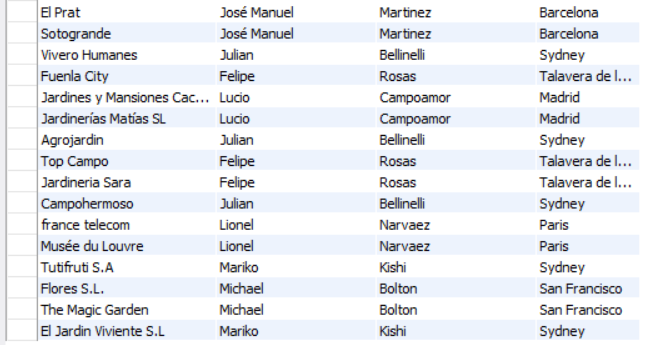 El Prat José Manuel Martinez Barcelona
Sotogrande José Manuel Martinez Barcelona
Vivero Humanes Julian Bellinelli Sydney
Fuenla City Felipe Rosas Talavera de l...
Jardines y Mansiones Cac... Lucio Campoamor Madrid
Jardinerías Matías SL Lucio Campoamor Madrid
Agrojardin Julian Bellinelli Sydney
Top Campo Felipe Rosas Talavera de l...
Jardineria Sara Felipe Rosas Talavera de l...
Campohermoso Julian Bellinelli Sydney
france telecom Lionel Narvaez Paris
Musée du Louvre Lionel Narvaez Paris
Tutifruti S.A Mariko Kishi Sydney
Flores S.L. Michael Bolton San Francisco
The Magic Garden Michael Bolton San Francisco
El Jardin Viviente S.L Mariko Kishi Sydney